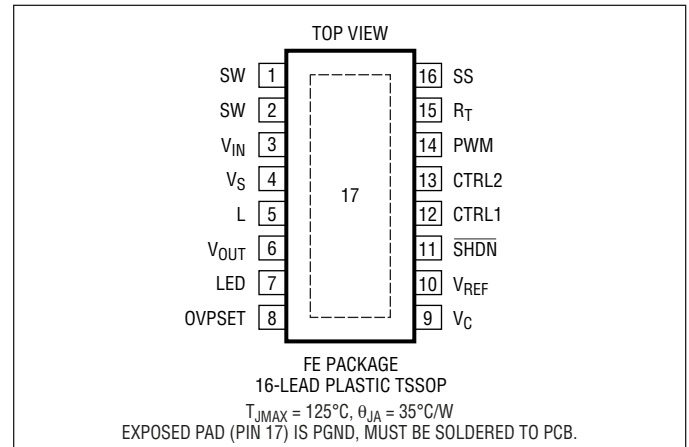 TOP VIEW
SW 1
SW 2
VIN 3
VS 4
L 5
VOUT 6
LED 7
OVPSET 8
17
16 SS
15 RT
14 PWM
13 CTRL2
12 CTRL1
11 S̅H̅D̅N̅
10 VREF
9 VC
FE PACKAGE
16-LEAD PLASTIC TSSOP
TJMAX = 125°C, θJA = 35°C/W
EXPOSED PAD (PIN 17) IS PGND, MUST BE SOLDERED TO PCB.